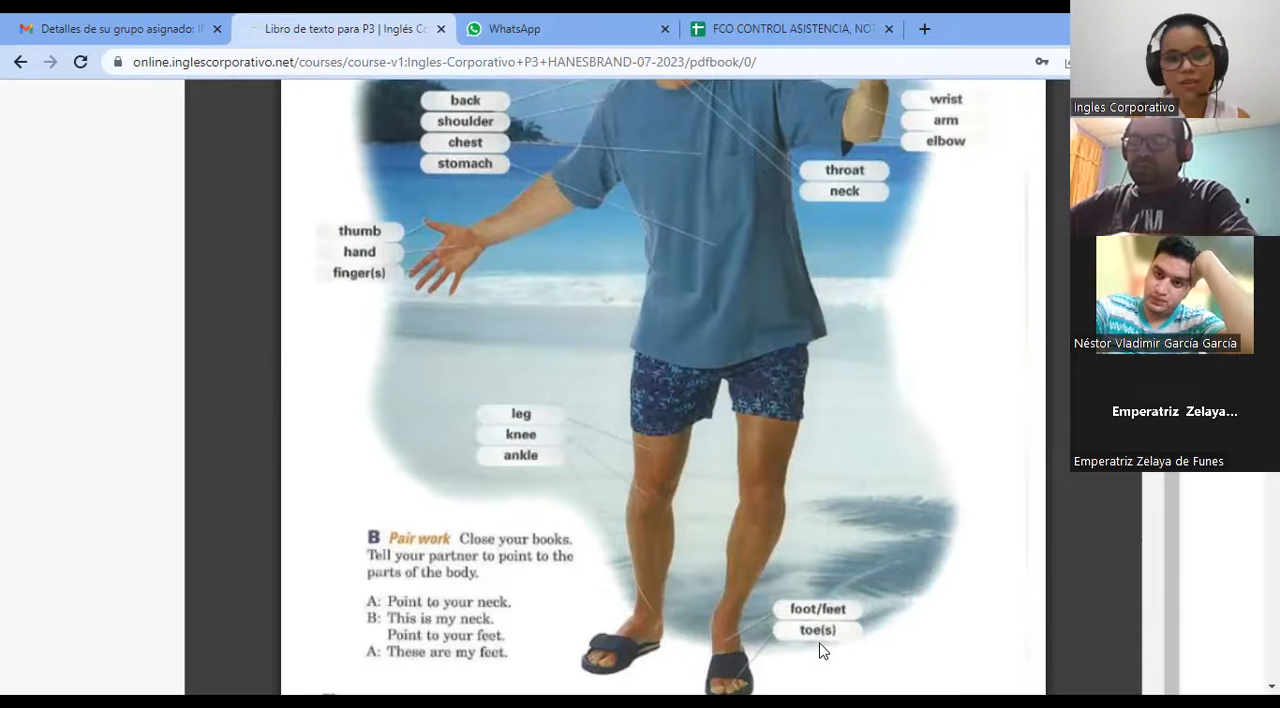 Detalles de su grupo asignado: I
Libro de texto para P3 | Inglés C
WhatsApp
FCO CONTROL ASISTENCIA, NOT
online.inglescorporativo.net/courses/course-v1:Ingles-Corporativo+P3+HANESBRAND-07-2023/pdfbook/0/
Ingles Corporativo
back
shoulder
chest
stomach
wrist
arm
elbow
throat
neck
thumb
hand
finger(s)
Néstor Vladimir García García
leg
knee
ankle
Emperatriz Zelaya...
Emperatriz Zelaya de Funes
B Pair work Close your books.
Tell your partner to point to the
parts of the body.
A: Point to your neck.
B: This is my neck.
Point to your feet.
A: These are my feet.
foot/feet
toe(s)